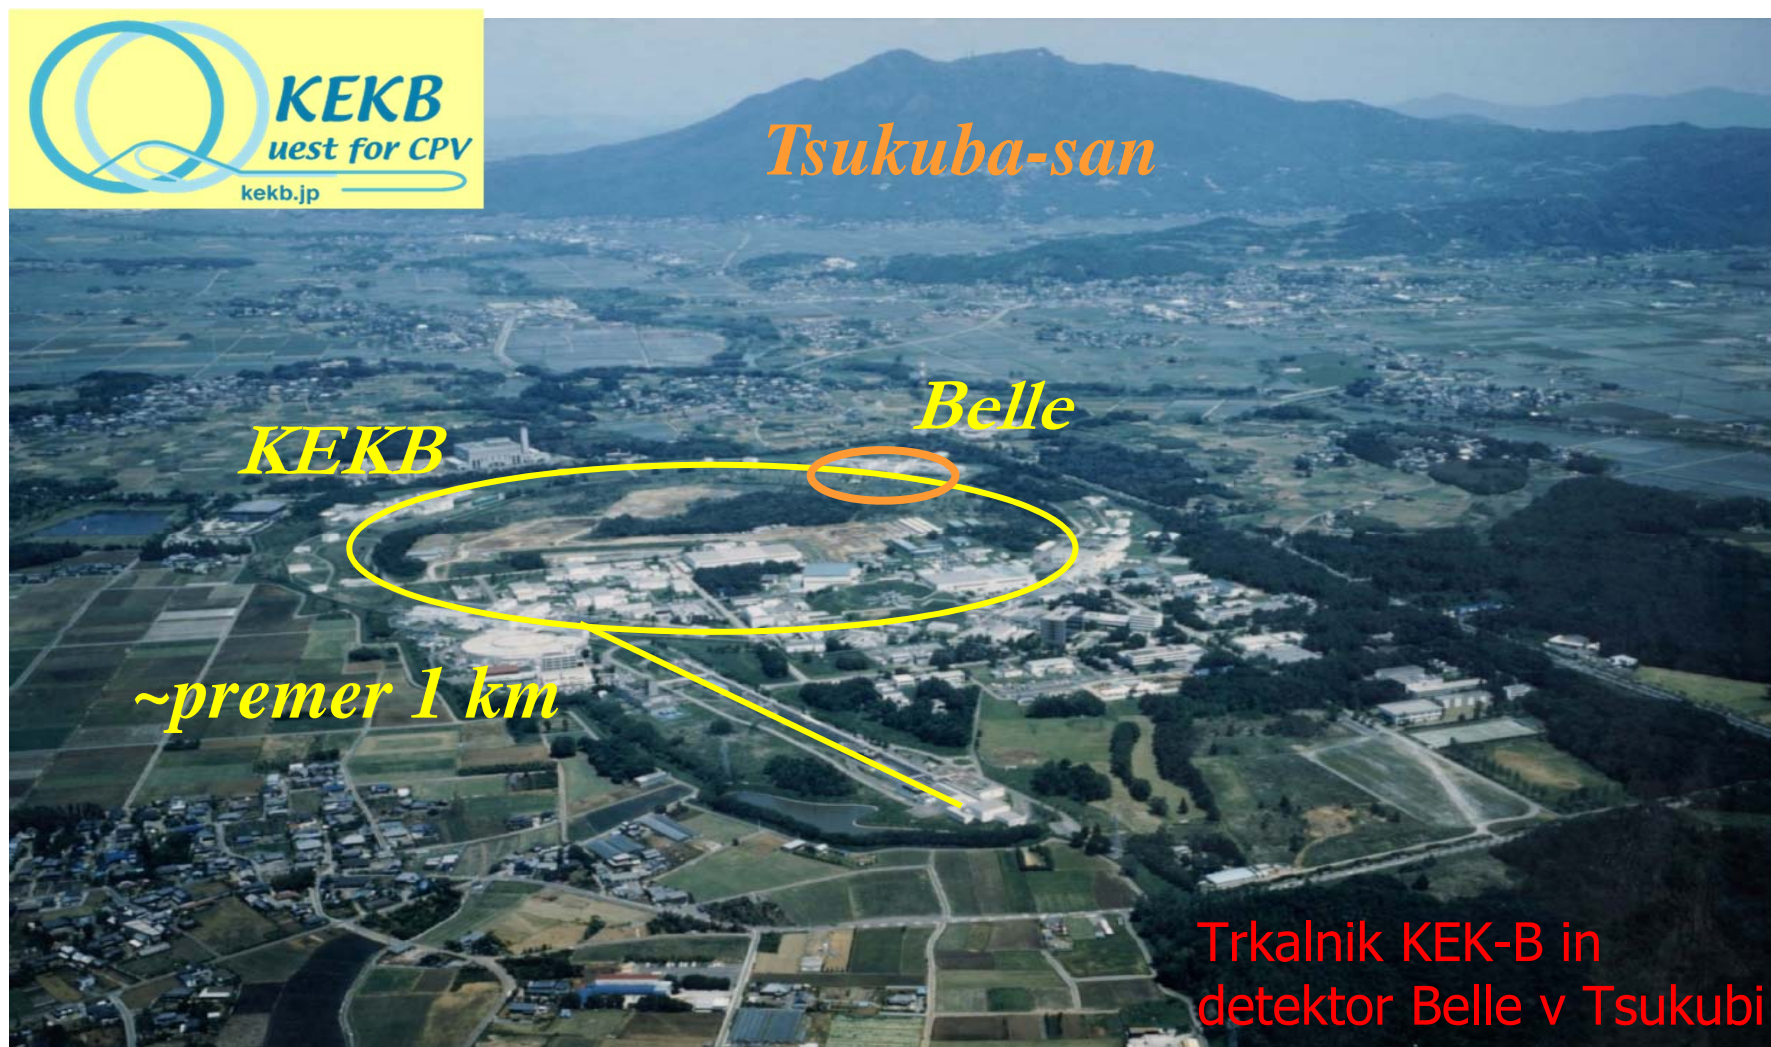 KEKB
uest for CPV
kekb.jp
Tsukuba-san
Belle
KEKB
~premer 1 km
Trkalnik KEK-B in
detektor Belle v Tsukubi